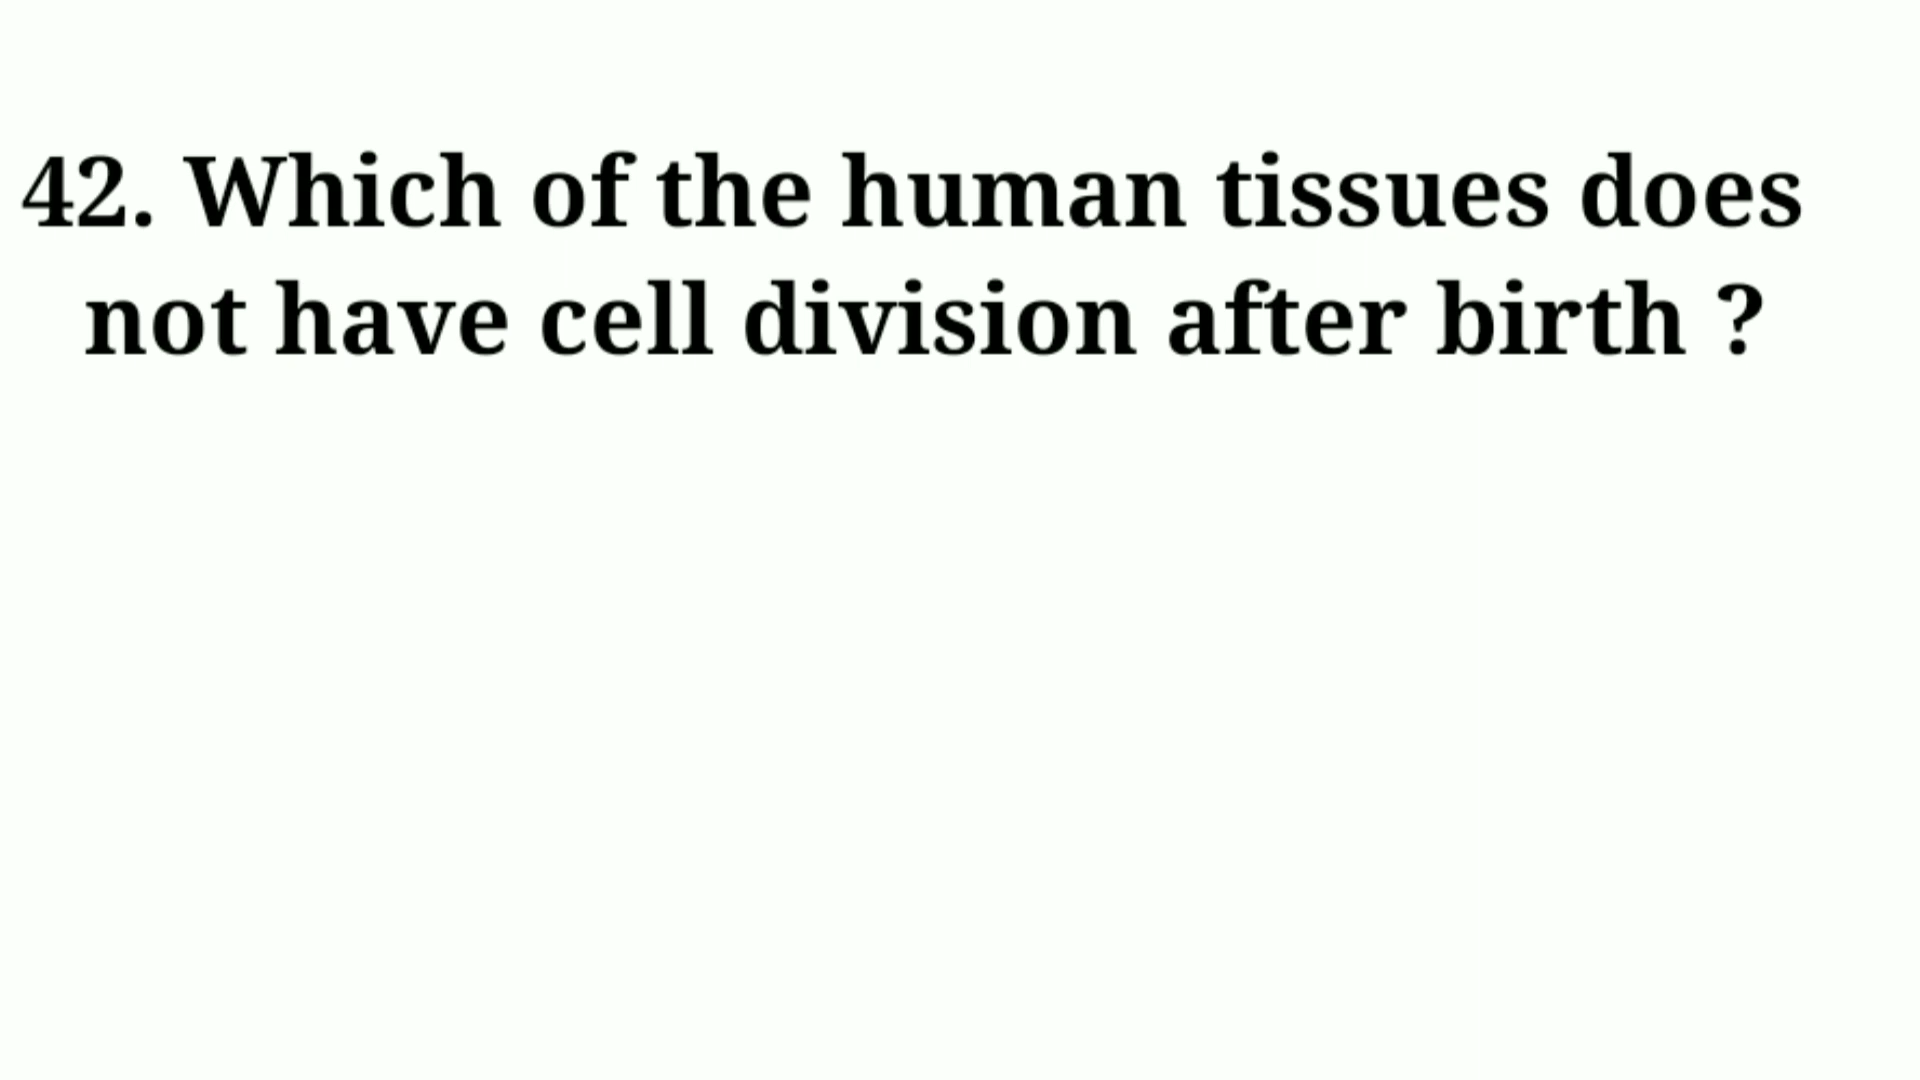 42. Which of the human tissues does
not have cell division after birth ?